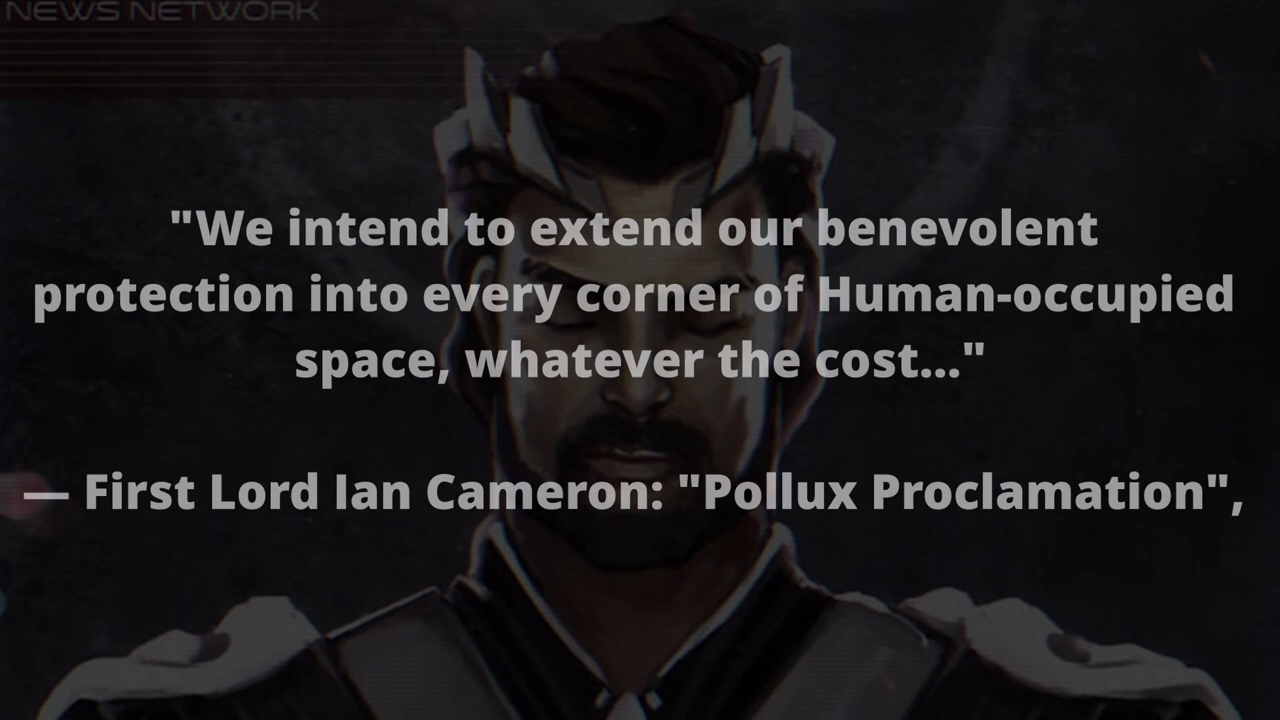 NEWS NETWORK
"We intend to extend our benevolent
protection into every corner of Human-occupied
space, whatever the cost..."
— First Lord Ian Cameron: "Pollux Proclamation",